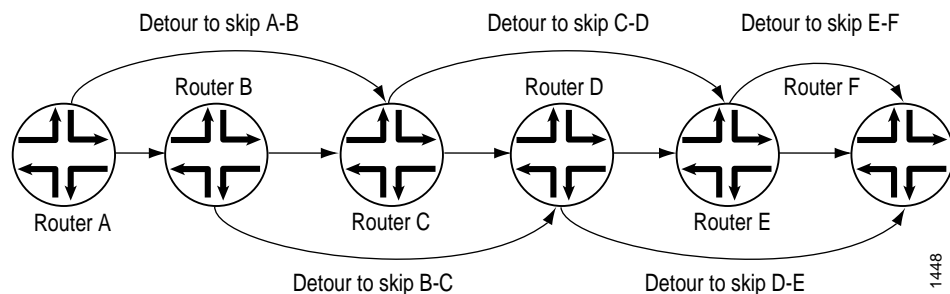 Detour to skip A-B
Detour to skip C-D
Detour to skip E-F
Router B
Router D
Router F
Router A
Router C
Router E
Detour to skip B-C
Detour to skip D-E
1448